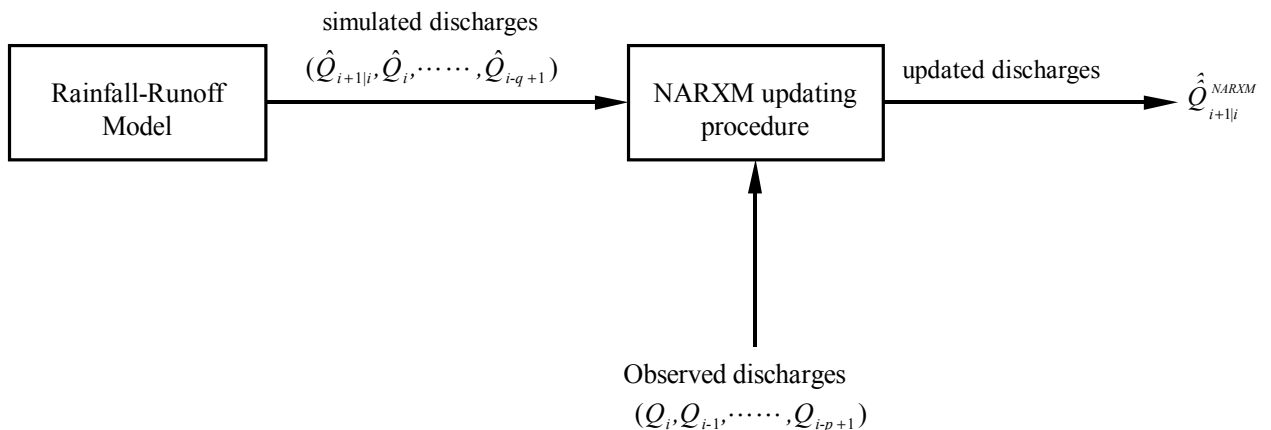 simulated discharges
(Q̂_{i+1|i}, Q̂_i, ⋯⋯, Q̂_{i-q+1})
Rainfall-Runoff
Model
NARXM updating
procedure
updated discharges
Q̂̂^{NARXM}_{i+1|i}
Observed discharges
(Q_i, Q_{i-1}, ⋯⋯, Q_{i-p+1})